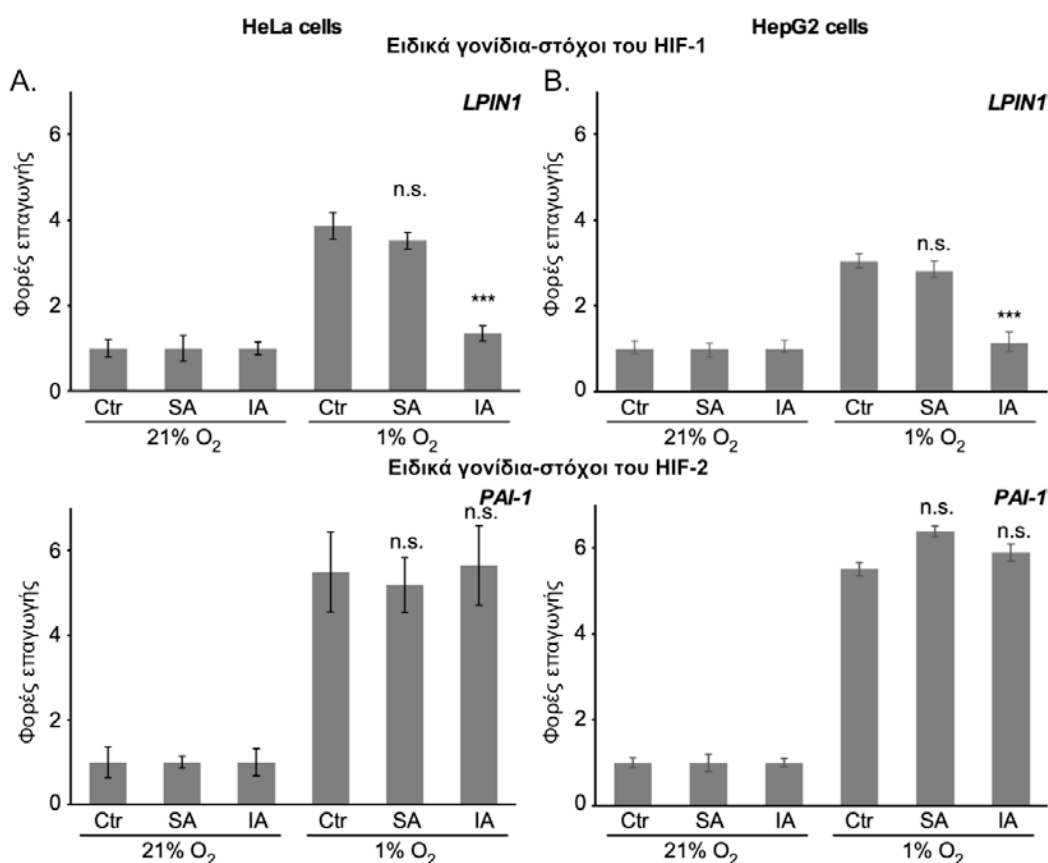 HeLa cells
HepG2 cells
Ειδικά γονίδια-στόχοι του HIF-1
A.
LPIN1
Φορές επαγωγής
6
4
2
0
n.s.
***
Ctr SA IA Ctr SA IA
21% O₂ 1% O₂
B.
LPIN1
Φορές επαγωγής
6
4
2
0
n.s.
***
Ctr SA IA Ctr SA IA
21% O₂ 1% O₂
Ειδικά γονίδια-στόχοι του HIF-2
PAI-1
Φορές επαγωγής
6
4
2
0
n.s.
n.s.
Ctr SA IA Ctr SA IA
21% O₂ 1% O₂
PAI-1
Φορές επαγωγής
6
4
2
0
n.s.
n.s.
Ctr SA IA Ctr SA IA
21% O₂ 1% O₂